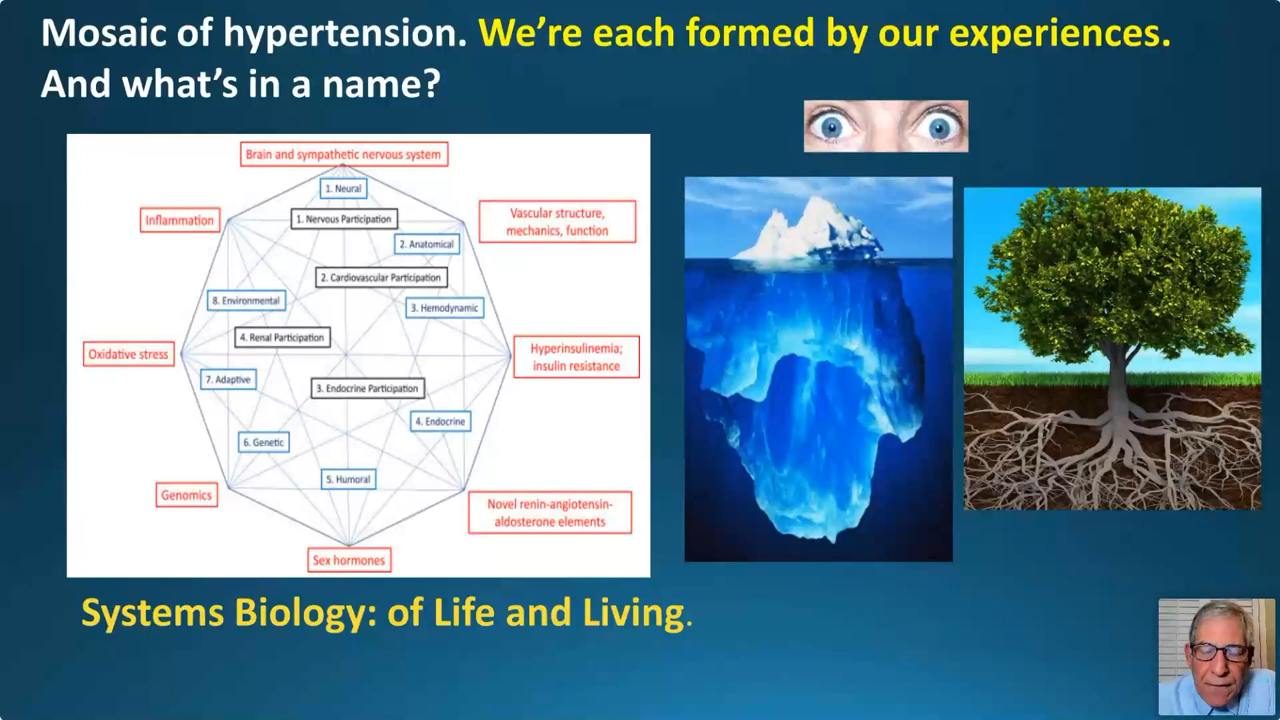 Mosaic of hypertension. We're each formed by our experiences.
And what's in a name?
Brain and sympathetic nervous system
1. Neural
Inflammation
1. Nervous Participation
Vascular structure,
mechanics, function
2. Anatomical
2. Cardiovascular Participation
8. Environmental
3. Hemodynamic
4. Renal Participation
Oxidative stress
Hyperinsulinemia;
insulin resistance
7. Adaptive
3. Endocrine Participation
4. Endocrine
6. Genetic
5. Humoral
Genomics
Novel renin-angiotensin-
aldosterone elements
Sex hormones
Systems Biology: of Life and Living.